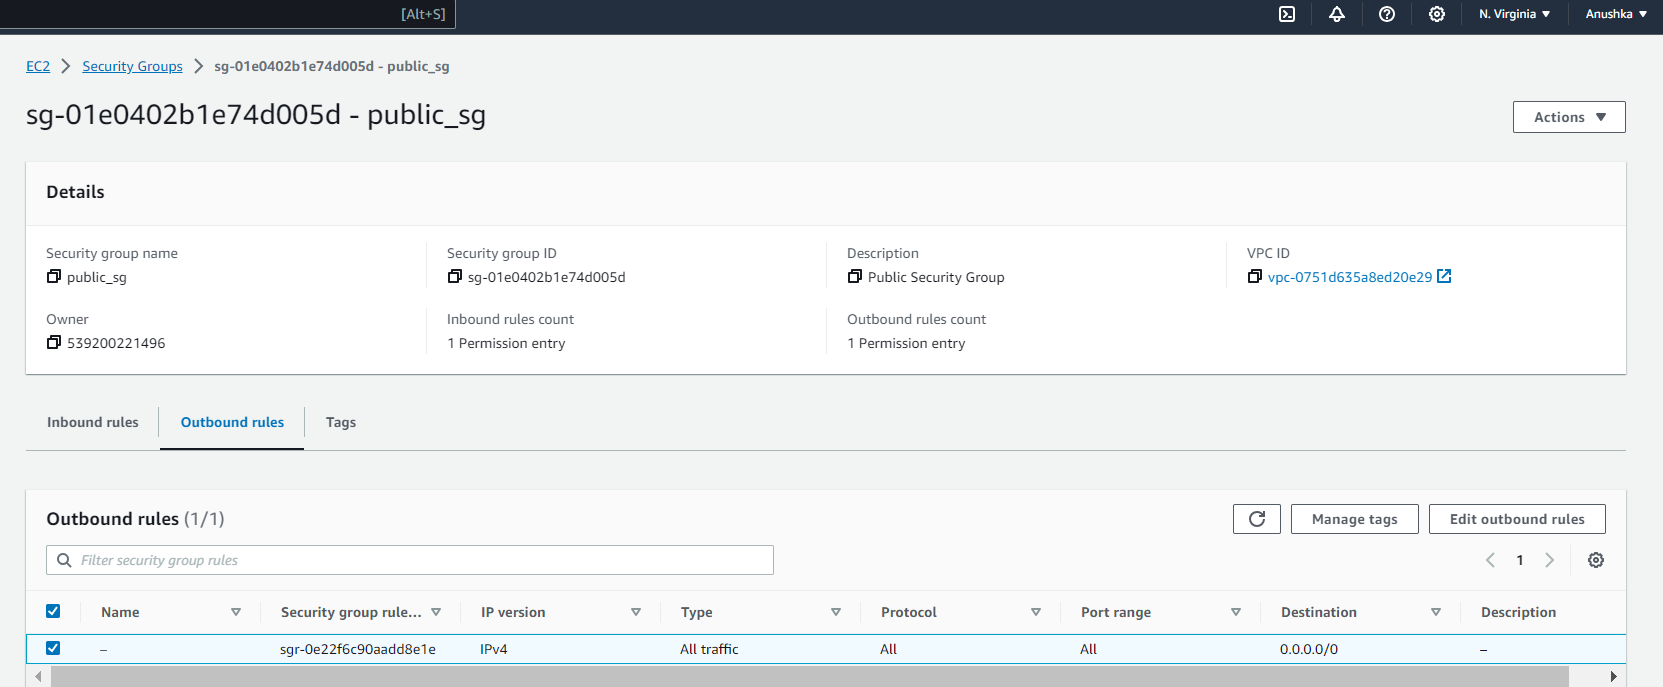 [Alt+S] N. Virginia Anushka
EC2 Security Groups sg-01e0402b1e74d005d - public_sg
sg-01e0402b1e74d005d - public_sg
Actions
Details
Security group name Security group ID Description VPC ID
public_sg sg-01e0402b1e74d005d Public Security Group vpc-0751d635a8ed20e29
Owner Inbound rules count Outbound rules count
539200221496 1 Permission entry 1 Permission entry
Inbound rules Outbound rules Tags
Outbound rules (1/1) Manage tags Edit outbound rules
Filter security group rules 1
Name Security group rule... IP version Type Protocol Port range Destination Description
– sgr-0e22f6c90aadd8e1e IPv4 All traffic All All 0.0.0.0/0 –